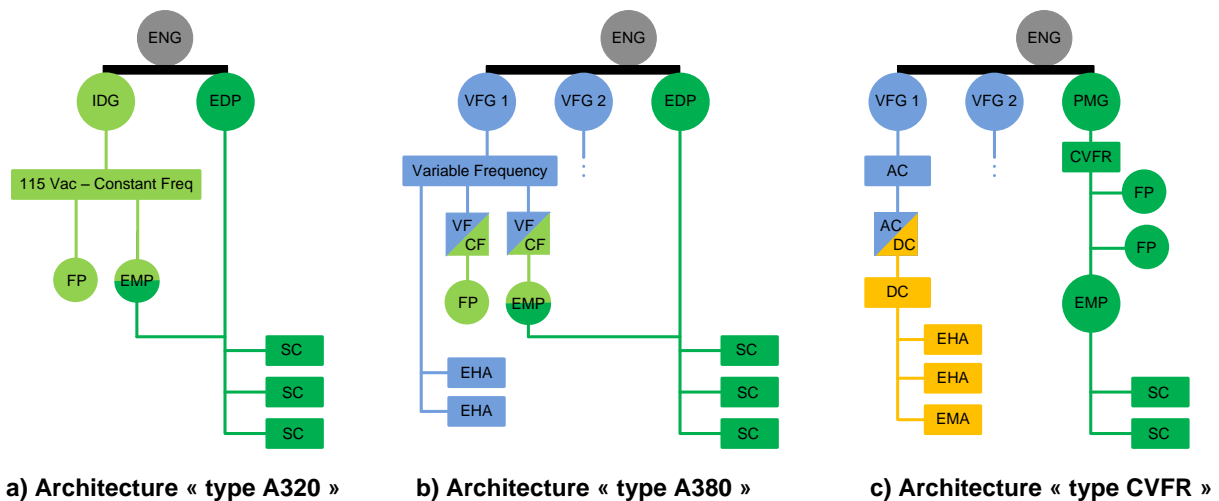 ENG
IDG
EDP
115 Vac – Constant Freq
FP
EMP
SC
SC
SC
a) Architecture « type A320 »
ENG
VFG 1
VFG 2
EDP
Variable Frequency
VF
CF
VF
CF
FP
EMP
SC
EHA
SC
EHA
SC
b) Architecture « type A380 »
ENG
VFG 1
VFG 2
PMG
CVFR
AC
FP
AC
DC
FP
DC
EMP
EHA
EHA
SC
EMA
SC
c) Architecture « type CVFR »